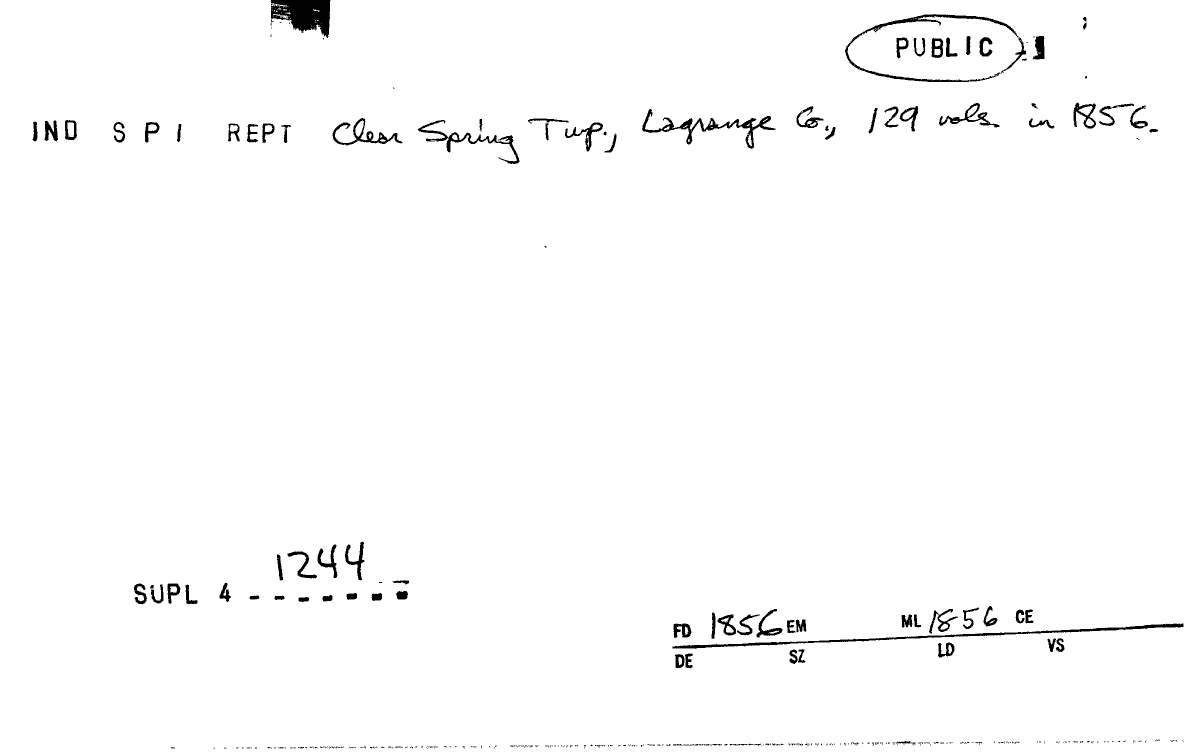 PUBLIC
IND S P I REPT Clear Spring Twp., Lagrange Co., 129 vols. in 1856.
1244
SUPL 4 - - - - - - -
FD 1856 EM ML 1856 CE
DE SZ LD VS